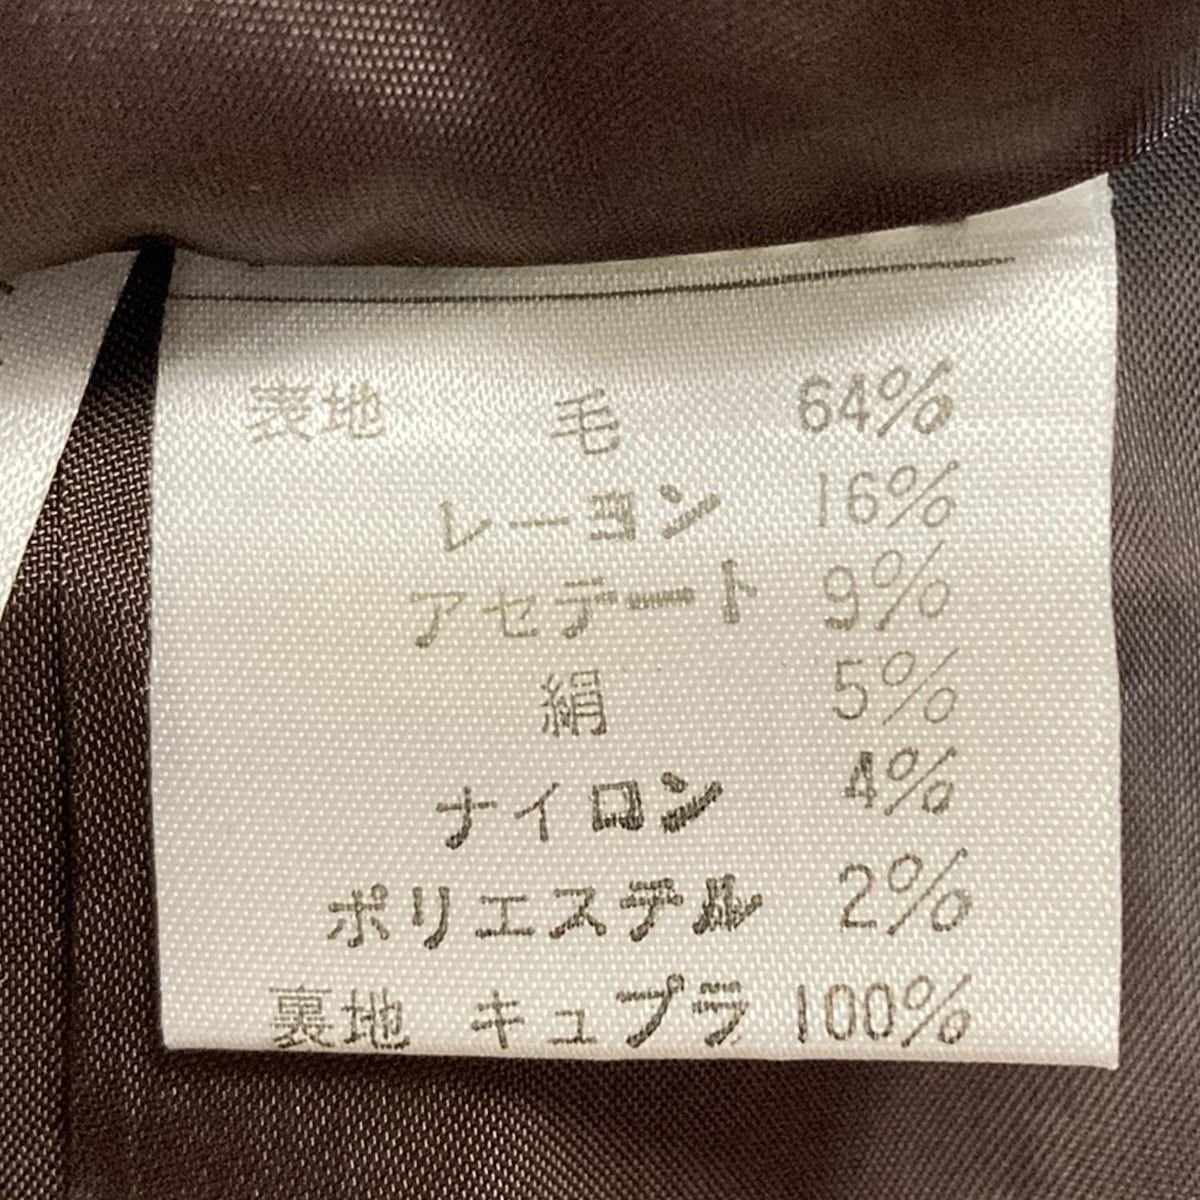 表地 毛 64%
レーヨン 16%
アセテート 9%
絹 5%
ナイロン 4%
ポリエステル 2%
裏地 キュプラ 100%